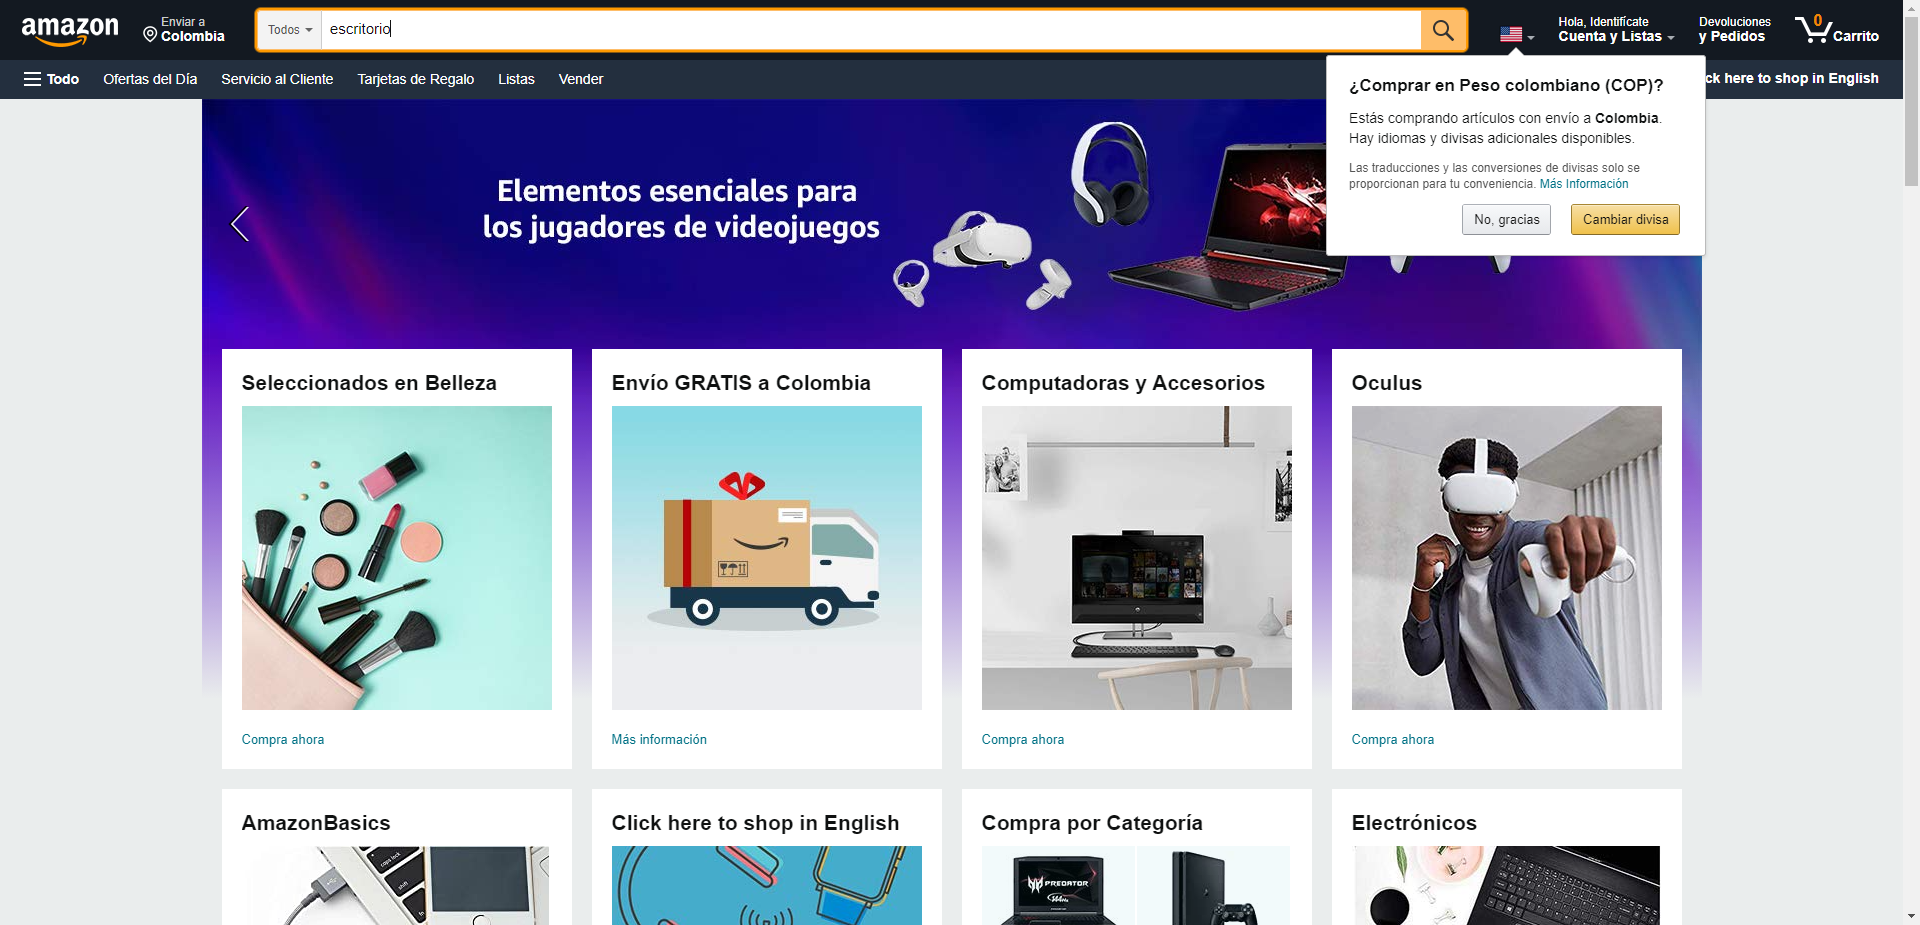 amazon
Enviar a
Colombia
Todos
escritorio
Hola, Identifícate
Cuenta y Listas
Devoluciones
y Pedidos
0
Carrito
Todo
Ofertas del Día
Servicio al Cliente
Tarjetas de Regalo
Listas
Vender
ck here to shop in English
¿Comprar en Peso colombiano (COP)?
Estás comprando artículos con envío a Colombia.
Hay idiomas y divisas adicionales disponibles.
Las traducciones y las conversiones de divisas solo se
proporcionan para tu conveniencia. Más Información
No, gracias
Cambiar divisa
Elementos esenciales para
los jugadores de videojuegos
Seleccionados en Belleza
Compra ahora
Envío GRATIS a Colombia
Más información
Computadoras y Accesorios
Compra ahora
Oculus
Compra ahora
AmazonBasics
caps lock
shift
fn
Click here to shop in English
Compra por Categoría
PREDATOR
Electrónicos